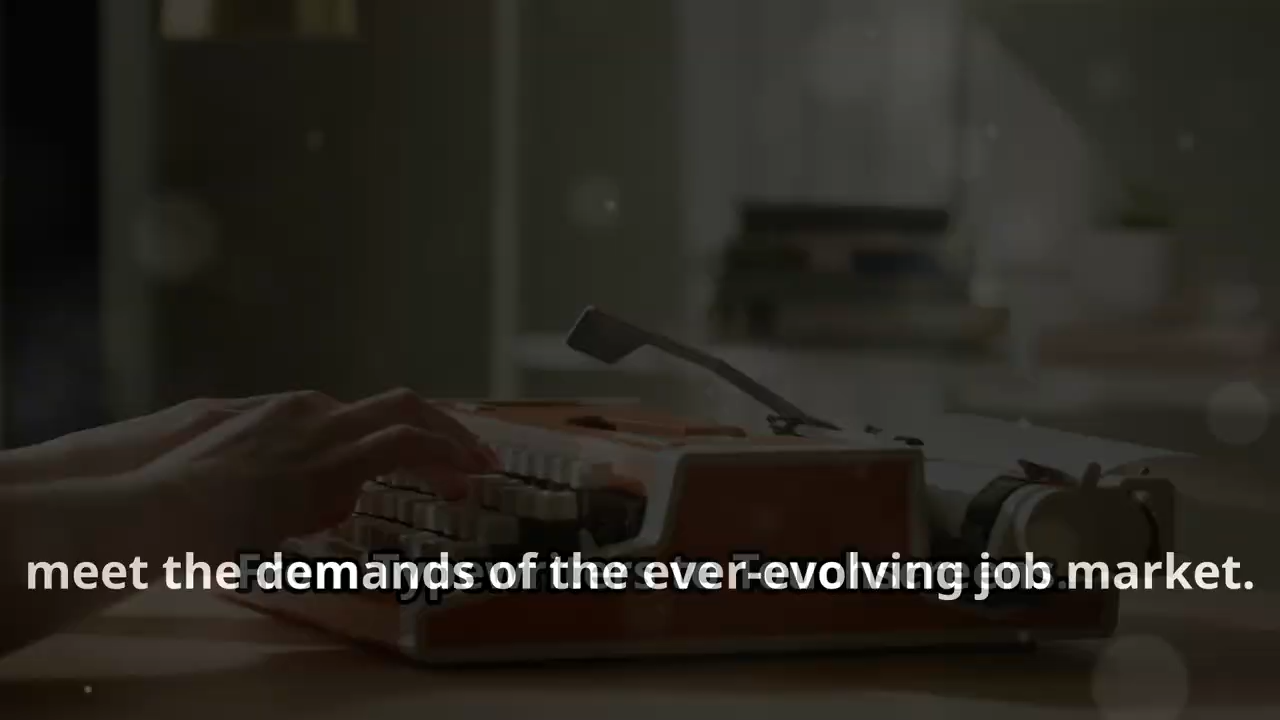 meet the demands of the ever-evolving job market.